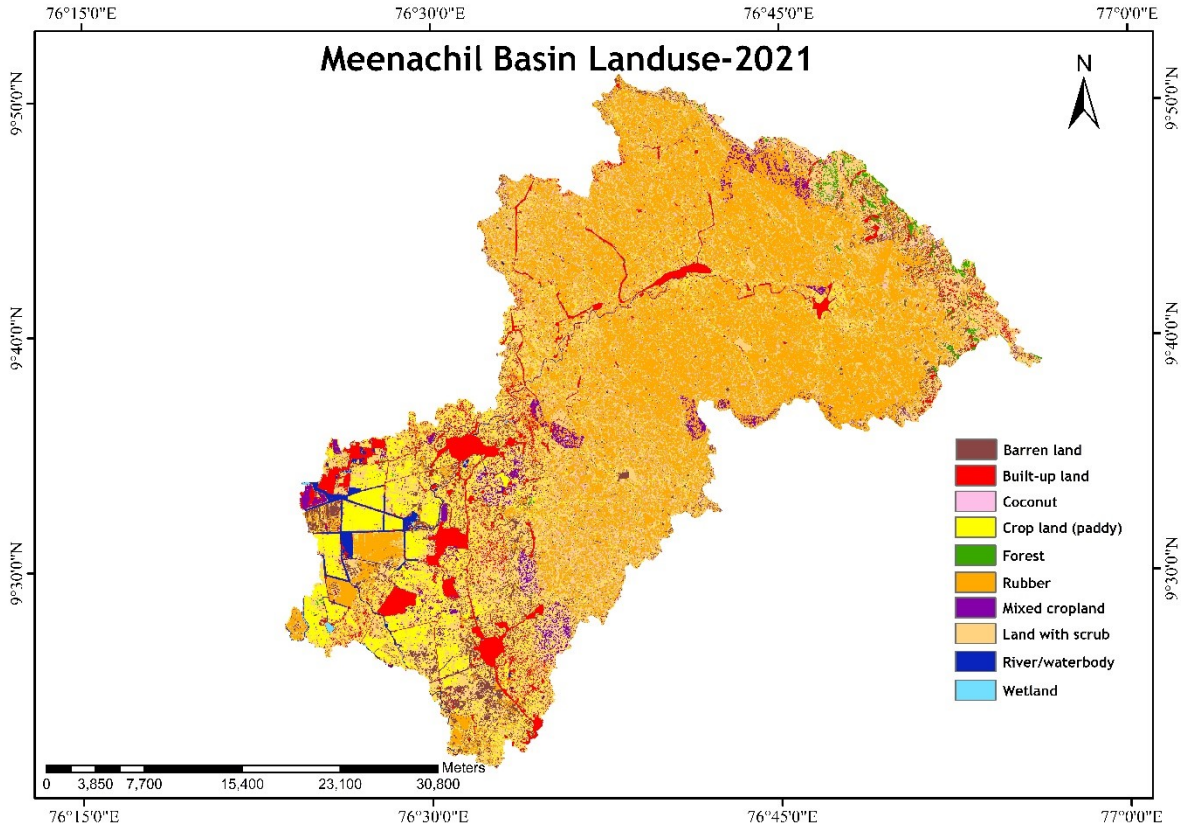 76°15'0"E 76°30'0"E 76°45'0"E 77°0'0"E
Meenachil Basin Landuse-2021
N
9°50'0"N 9°50'0"N
9°40'0"N 9°40'0"N
9°30'0"N 9°30'0"N
Barren land
Built-up land
Coconut
Crop land (paddy)
Forest
Rubber
Mixed cropland
Land with scrub
River/waterbody
Wetland
Meters
0 3,850 7,700 15,400 23,100 30,800
76°15'0"E 76°30'0"E 76°45'0"E 77°0'0"E